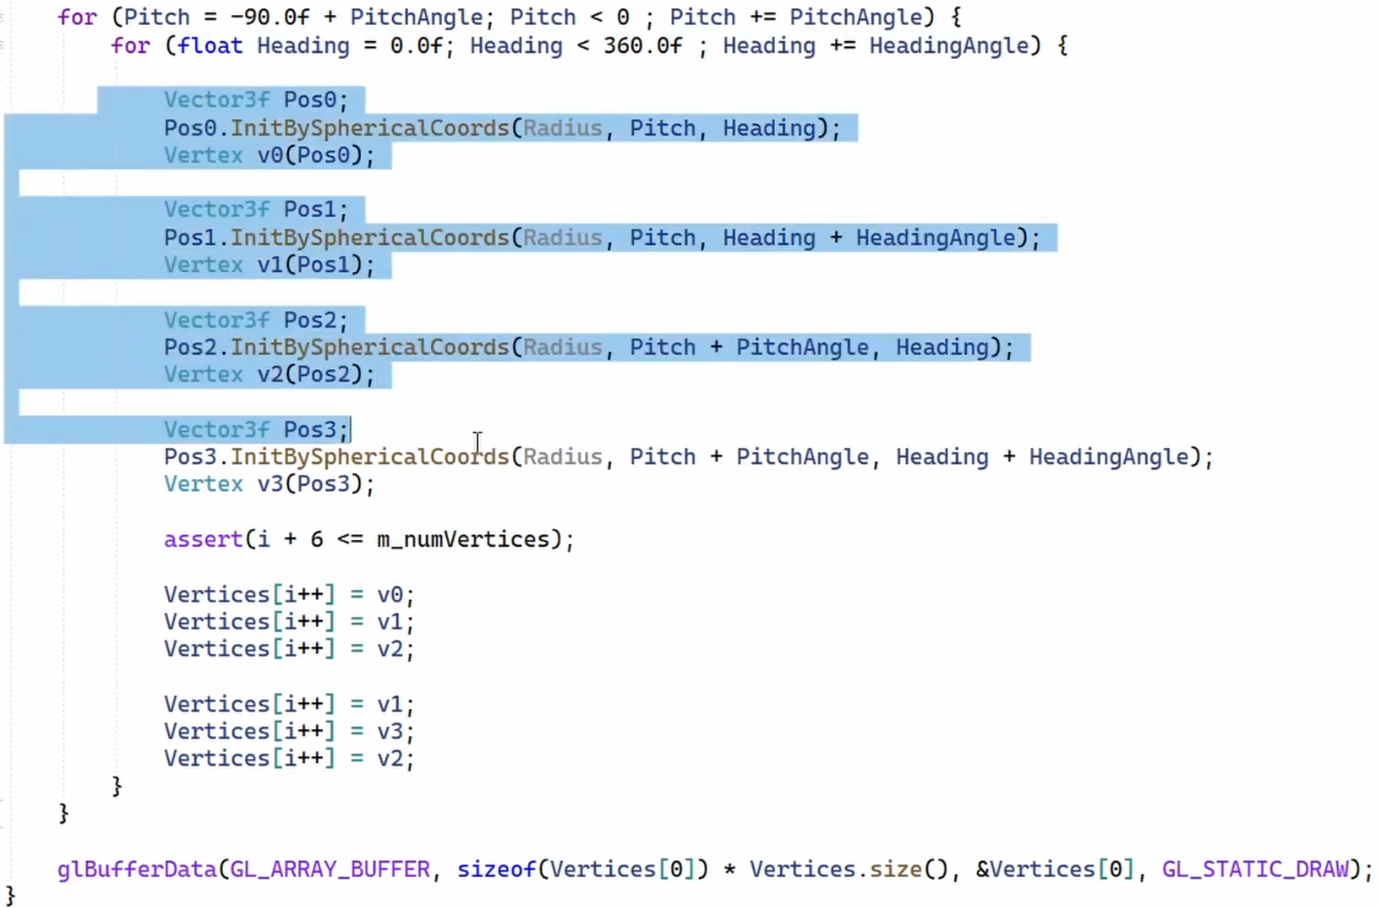 for (Pitch = -90.0f + PitchAngle; Pitch < 0 ; Pitch += PitchAngle) {
for (float Heading = 0.0f; Heading < 360.0f ; Heading += HeadingAngle) {
Vector3f Pos0;
Pos0.InitBySphericalCoords(Radius, Pitch, Heading);
Vertex v0(Pos0);
Vector3f Pos1;
Pos1.InitBySphericalCoords(Radius, Pitch, Heading + HeadingAngle);
Vertex v1(Pos1);
Vector3f Pos2;
Pos2.InitBySphericalCoords(Radius, Pitch + PitchAngle, Heading);
Vertex v2(Pos2);
Vector3f Pos3;
Pos3.InitBySphericalCoords(Radius, Pitch + PitchAngle, Heading + HeadingAngle);
Vertex v3(Pos3);
assert(i + 6 <= m_numVertices);
Vertices[i++] = v0;
Vertices[i++] = v1;
Vertices[i++] = v2;
Vertices[i++] = v1;
Vertices[i++] = v3;
Vertices[i++] = v2;
}
}
glBufferData(GL_ARRAY_BUFFER, sizeof(Vertices[0]) * Vertices.size(), &Vertices[0], GL_STATIC_DRAW);
}